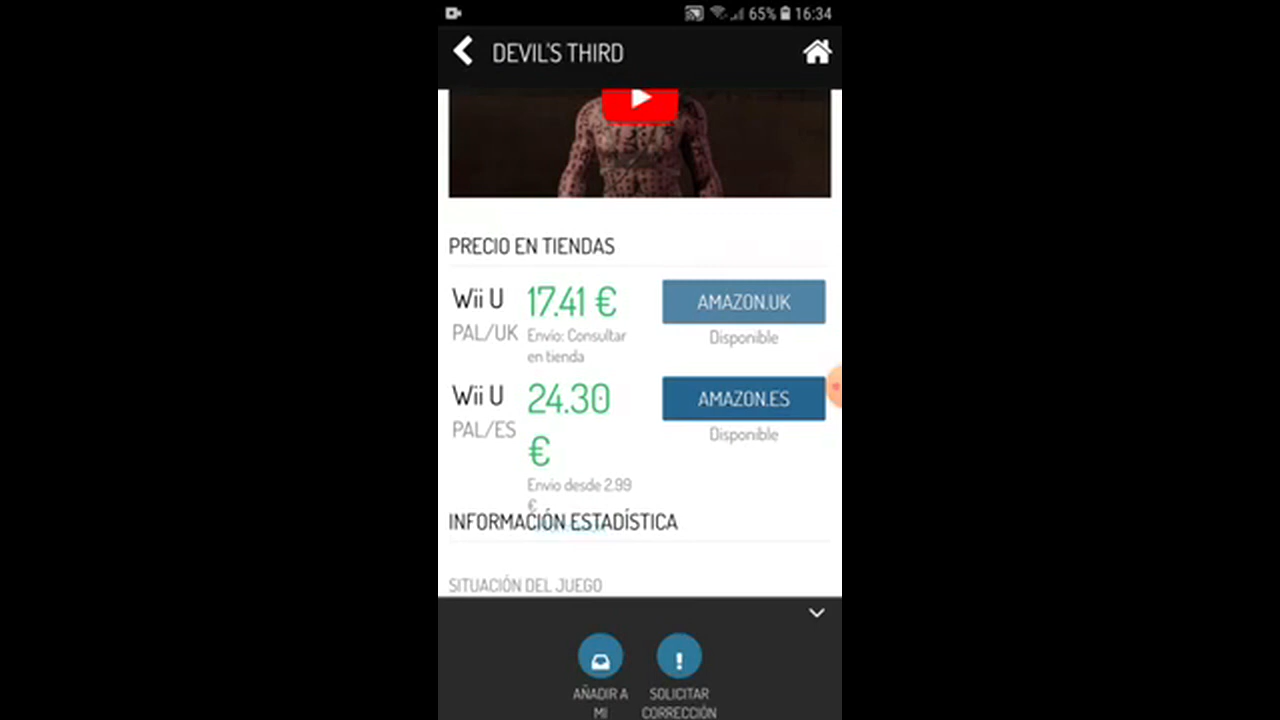 65% 16:34
DEVIL'S THIRD
PRECIO EN TIENDAS
Wii U 17.41 € AMAZON.UK
PAL/UK Envío: Consultar Disponible
en tienda
Wii U 24.30 AMAZON.ES
PAL/ES € Disponible
Envio desde 2.99
€
INFORMACIÓN ESTADÍSTICA
SITUACIÓN DEL JUEGO
AÑADIR A SOLICITAR
MI CORRECCIÓN